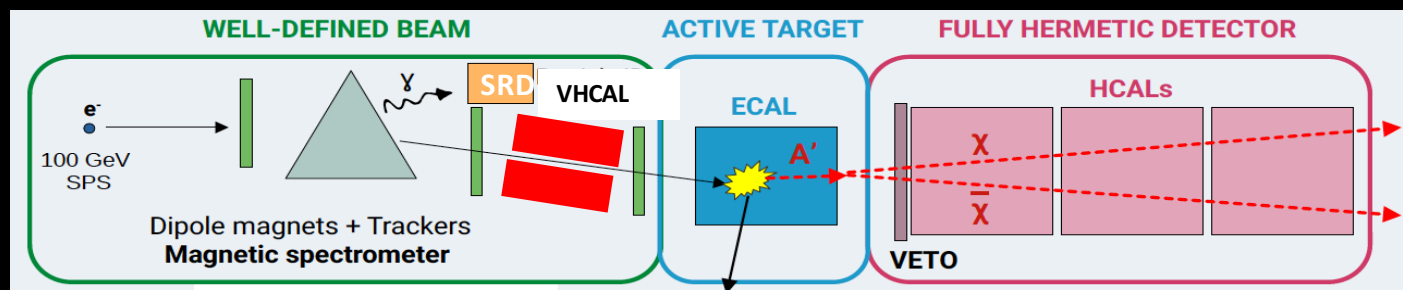 WELL-DEFINED BEAM
ACTIVE TARGET
FULLY HERMETIC DETECTOR
γ
SRD
VHCAL
e-
ECAL
HCALs
100 GeV
SPS
A'
χ
χ̅
Dipole magnets + Trackers
Magnetic spectrometer
VETO